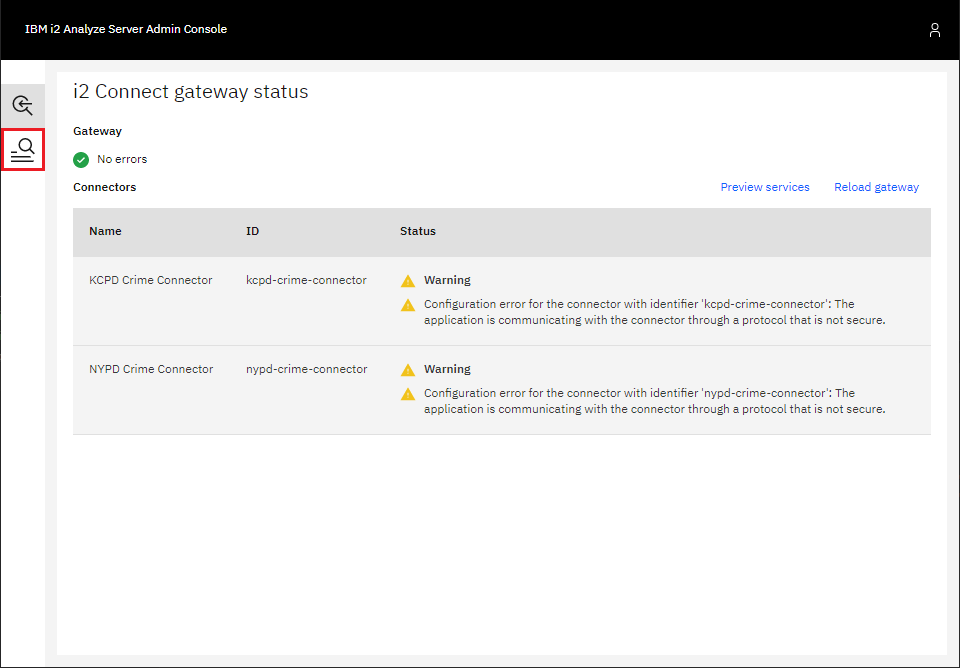 IBM i2 Analyze Server Admin Console
i2 Connect gateway status
Gateway
No errors
Connectors
Preview services
Reload gateway
Name
ID
Status
KCPD Crime Connector
kcpd-crime-connector
Warning
Configuration error for the connector with identifier 'kcpd-crime-connector': The
application is communicating with the connector through a protocol that is not secure.
NYPD Crime Connector
nypd-crime-connector
Warning
Configuration error for the connector with identifier 'nypd-crime-connector': The
application is communicating with the connector through a protocol that is not secure.